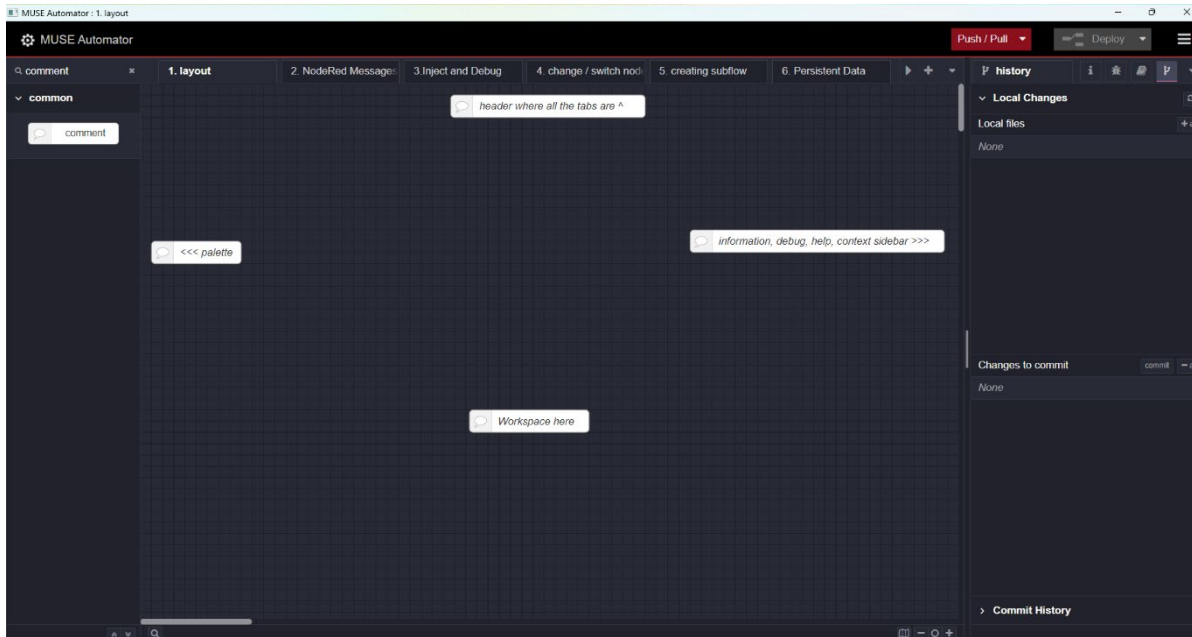 MUSE Automator : 1. layout
MUSE Automator
Push / Pull
Deploy
comment
1. layout
2. NodeRed Messages
3.Inject and Debug
4. change / switch node
5. creating subflow
6. Persistent Data
history
common
comment
header where all the tabs are ^
<<< palette
information, debug, help, context sidebar >>>
Workspace here
Local Changes
Local files
None
Changes to commit
commit
None
Commit History